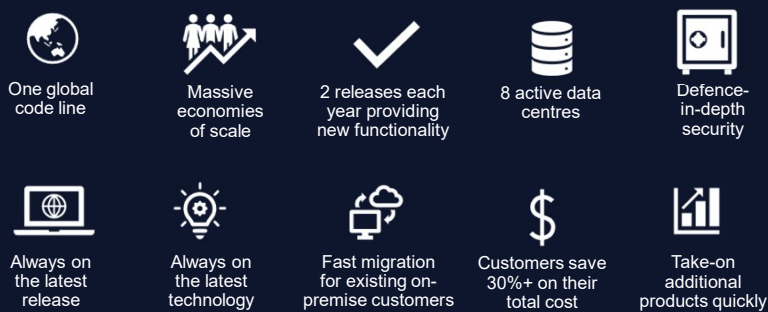 One global
code line
Massive
economies
of scale
2 releases each
year providing
new functionality
8 active data
centres
Defence-
in-depth
security
Always on
the latest
release
Always on
the latest
technology
Fast migration
for existing on-
premise customers
Customers save
30%+ on their
total cost
Take-on
additional
products quickly